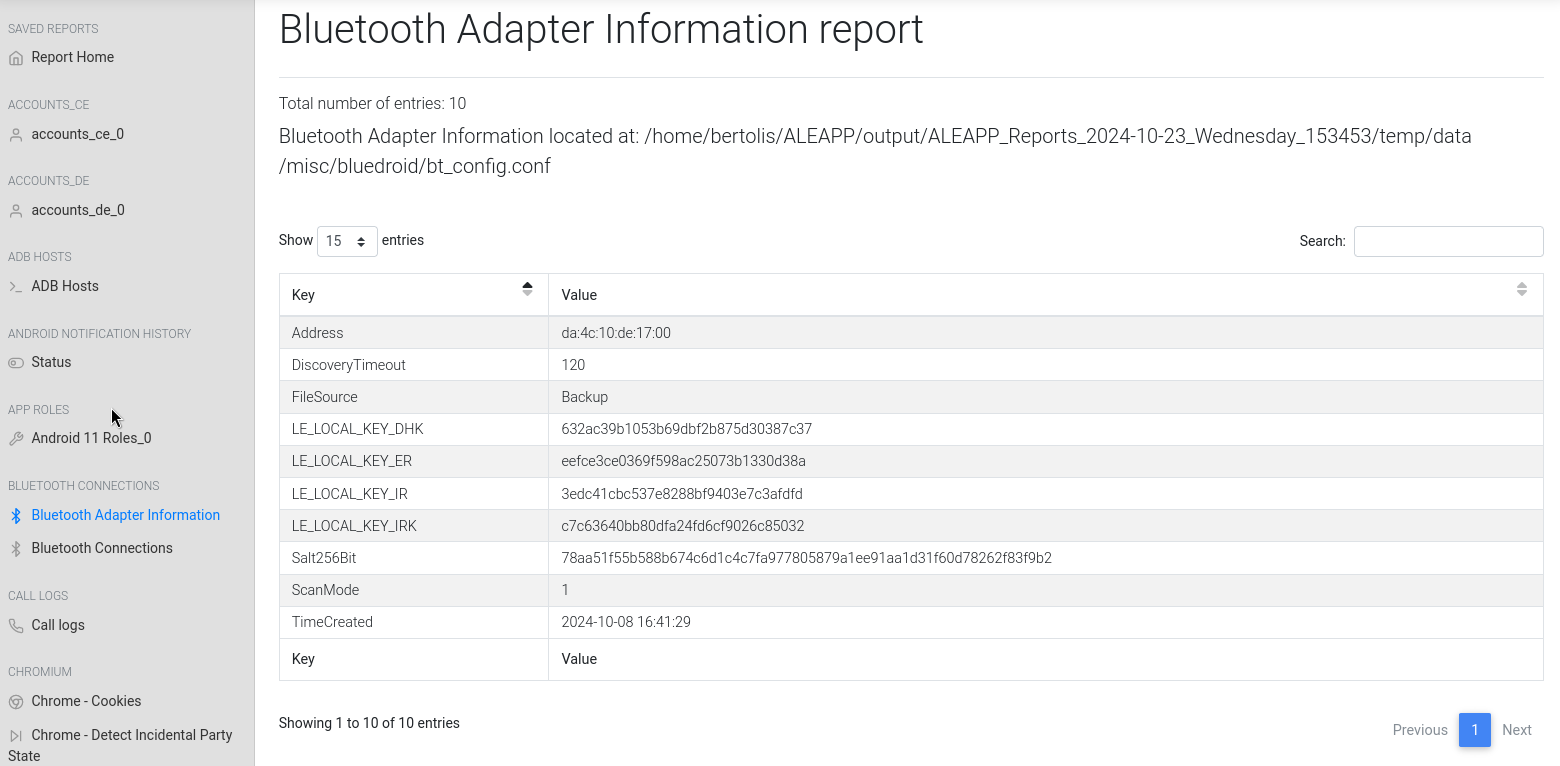 SAVED REPORTS
Report Home
ACCOUNTS_CE
accounts_ce_0
ACCOUNTS_DE
accounts_de_0
ADB HOSTS
ADB Hosts
ANDROID NOTIFICATION HISTORY
Status
APP ROLES
Android 11 Roles_0
BLUETOOTH CONNECTIONS
Bluetooth Adapter Information
Bluetooth Connections
CALL LOGS
Call logs
CHROMIUM
Chrome - Cookies
Chrome - Detect Incidental Party
State
Bluetooth Adapter Information report
Total number of entries: 10
Bluetooth Adapter Information located at: /home/bertolis/ALEAPP/output/ALEAPP_Reports_2024-10-23_Wednesday_153453/temp/data
/misc/bluedroid/bt_config.conf
Show 15 entries Search:
Key Value
Address da:4c:10:de:17:00
DiscoveryTimeout 120
FileSource Backup
LE_LOCAL_KEY_DHK 632ac39b1053b69dbf2b875d30387c37
LE_LOCAL_KEY_ER eefce3ce0369f598ac25073b1330d38a
LE_LOCAL_KEY_IR 3edc41cbc537e8288bf9403e7c3afdfd
LE_LOCAL_KEY_IRK c7c63640bb80dfa24fd6cf9026c85032
Salt256Bit 78aa51f55b588b674c6d1c4c7fa977805879a1ee91aa1d31f60d78262f83f9b2
ScanMode 1
TimeCreated 2024-10-08 16:41:29
Key Value
Showing 1 to 10 of 10 entries
Previous 1 Next